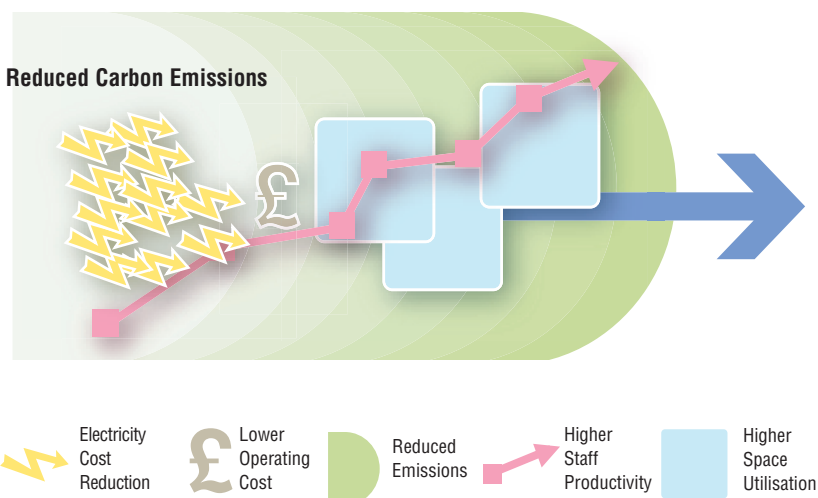 Reduced Carbon Emissions
£
Electricity
Cost
Reduction
£
Lower
Operating
Cost
Reduced
Emissions
Higher
Staff
Productivity
Higher
Space
Utilisation